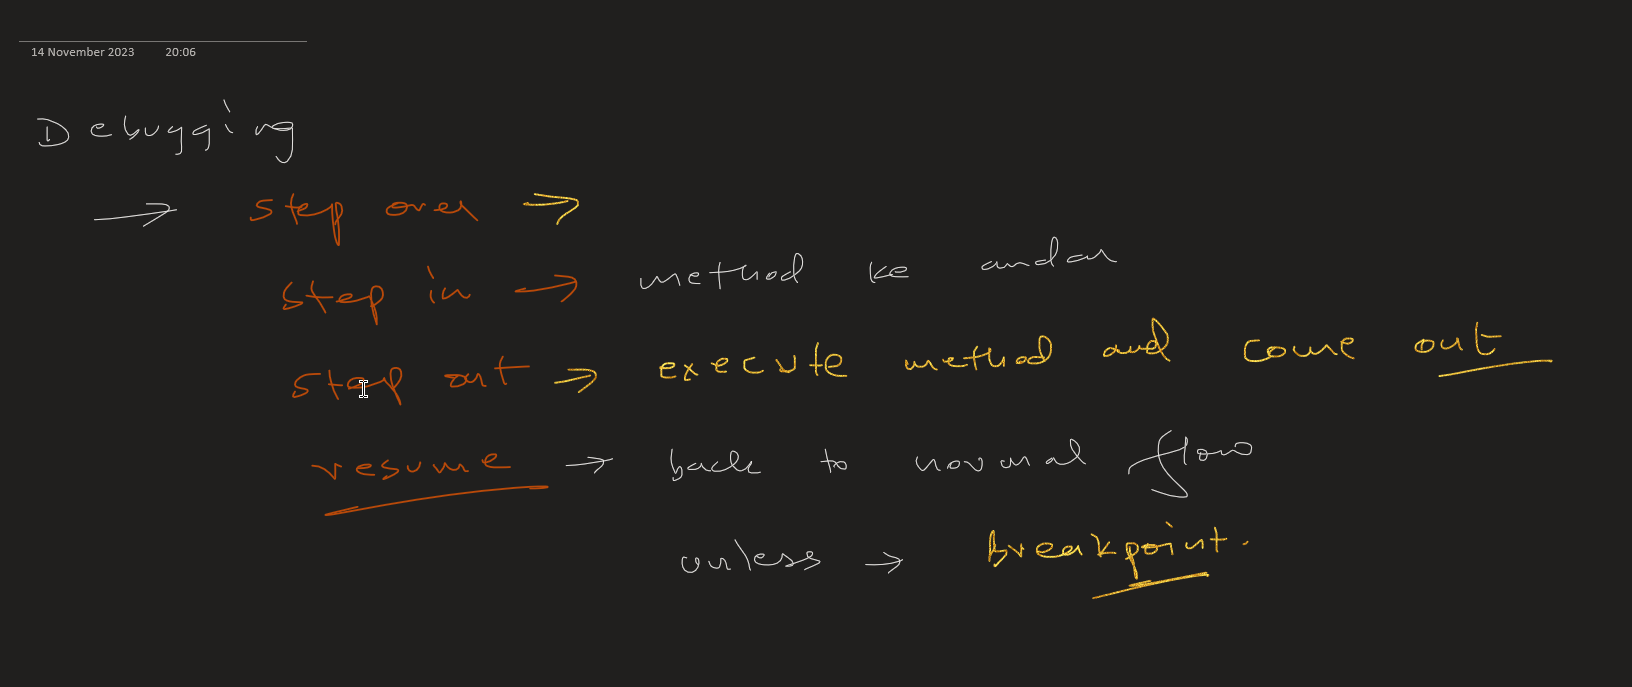 14 November 2023 20:06
Debugging
→ step over →
step in → method ke andar
step out → execute method and come out
resume → back to normal flow
unless → breakpoint.